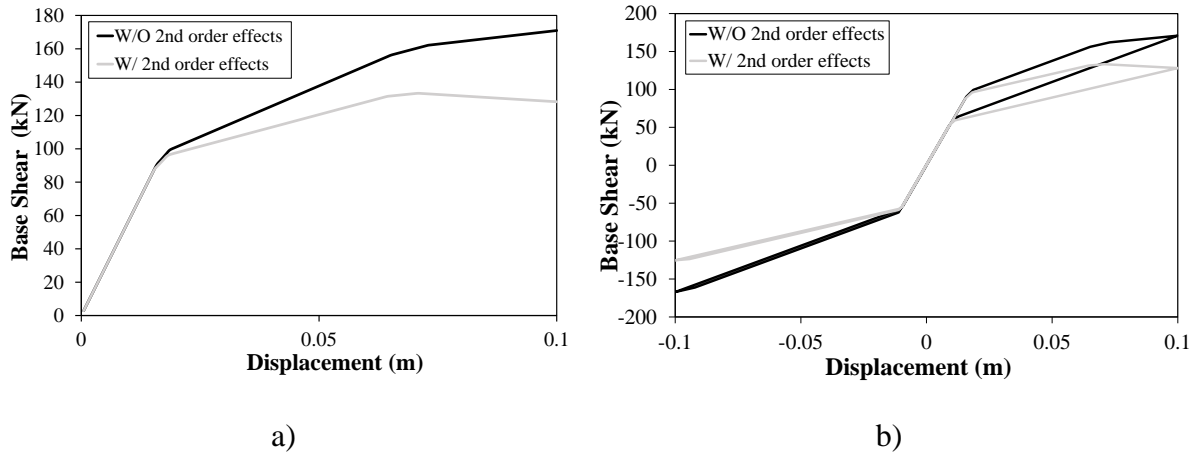 180
160
140
120
100
80
60
40
20
0
Base Shear (kN)
W/O 2nd order effects
W/ 2nd order effects
0
0.05
0.1
Displacement (m)
a)
200
150
100
50
0
-50
-100
-150
-200
Base Shear (kN)
W/O 2nd order effects
W/ 2nd order effects
-0.1
-0.05
0
0.05
0.1
Displacement (m)
b)